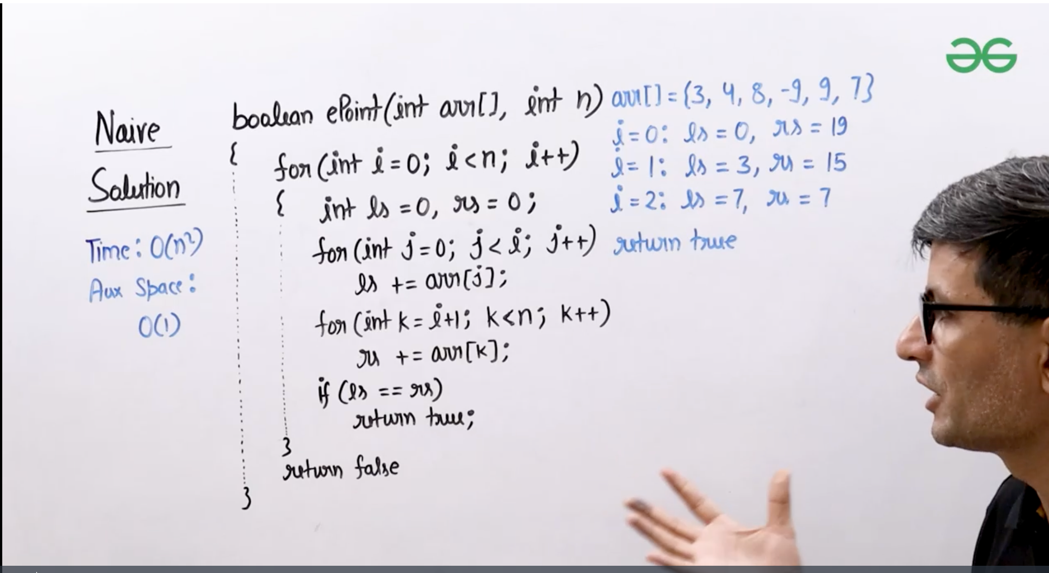 Naive
Solution
Time: O(n²)
Aux Space:
O(1)
boolean ePoint(int arr[], int n)
{
for(int i=0; i<n; i++)
{ int ls =0, rs =0;
for(int j=0; j<i; j++)
ls += arr[j];
for(int k=i+1; k<n; k++)
rs += arr[k];
if (ls == rs)
return true;
}
return false
}
arr[] = {3, 4, 8, -9, 9, 7}
i=0: ls = 0, rs = 19
i=1: ls = 3, rs = 15
i=2: ls = 7, rs = 7
return true